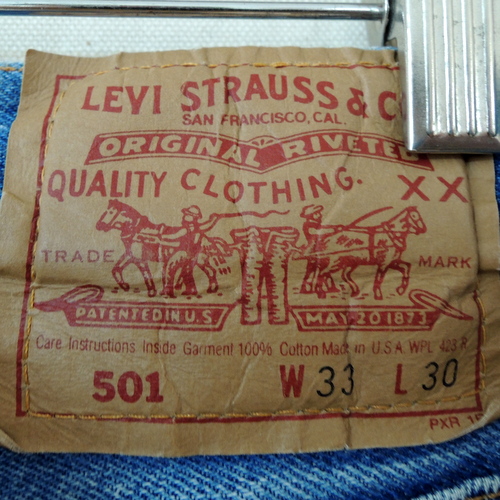 LEVI STRAUSS & C
SAN FRANCISCO, CAL.
ORIGINAL RIVETED
QUALITY CLOTHING. XX
TRADE MARK
PATENTED IN U.S. MAY 20 1873
Care Instructions Inside Garment 100% Cotton Made in U.S.A. WPL 423 R
501 W 33 L 30
PXR